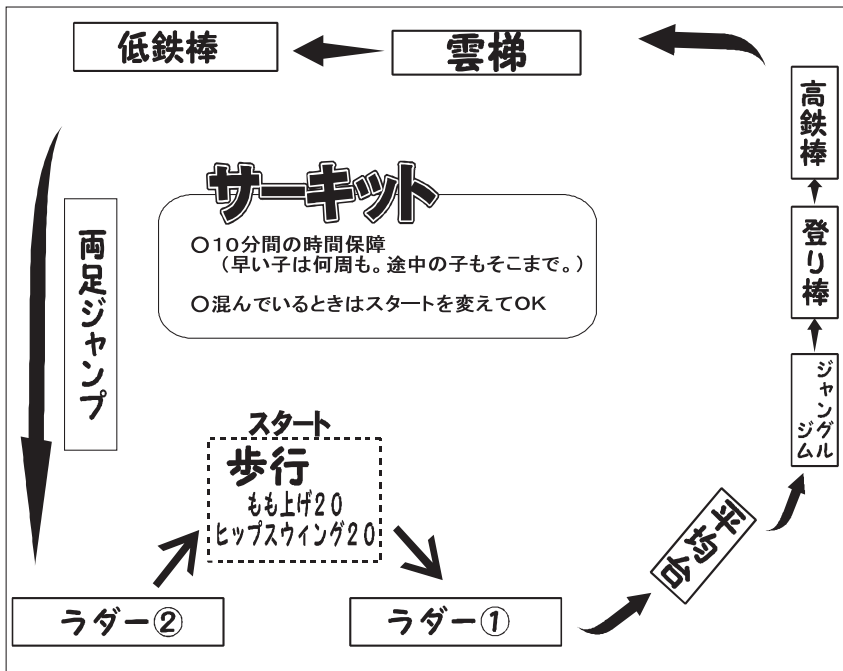 低鉄棒
雲梯
高鉄棒
登り棒
ジャングル
ジム
平均台
両足ジャンプ
サーキット
○10分間の時間保障
(早い子は何周も。途中の子もそこまで。)
○混んでいるときはスタートを変えてOK
スタート
歩行
もも上げ20
ヒップスウィング20
ラダー②
ラダー①